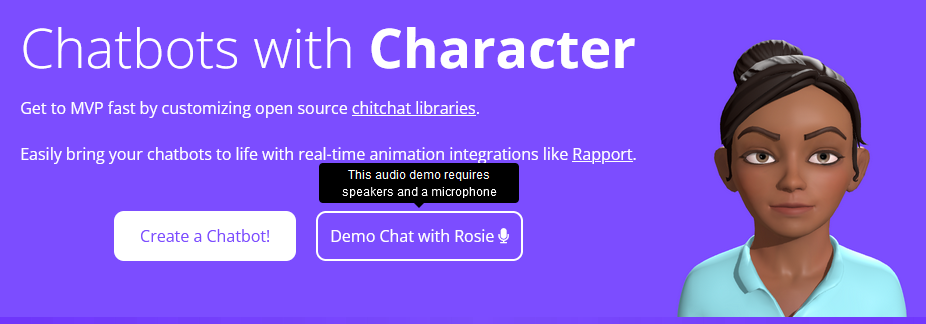 Chatbots with Character
Get to MVP fast by customizing open source chitchat libraries.
Easily bring your chatbots to life with real-time animation integrations like Rapport.
This audio demo requires
speakers and a microphone
Create a Chatbot!
Demo Chat with Rosie